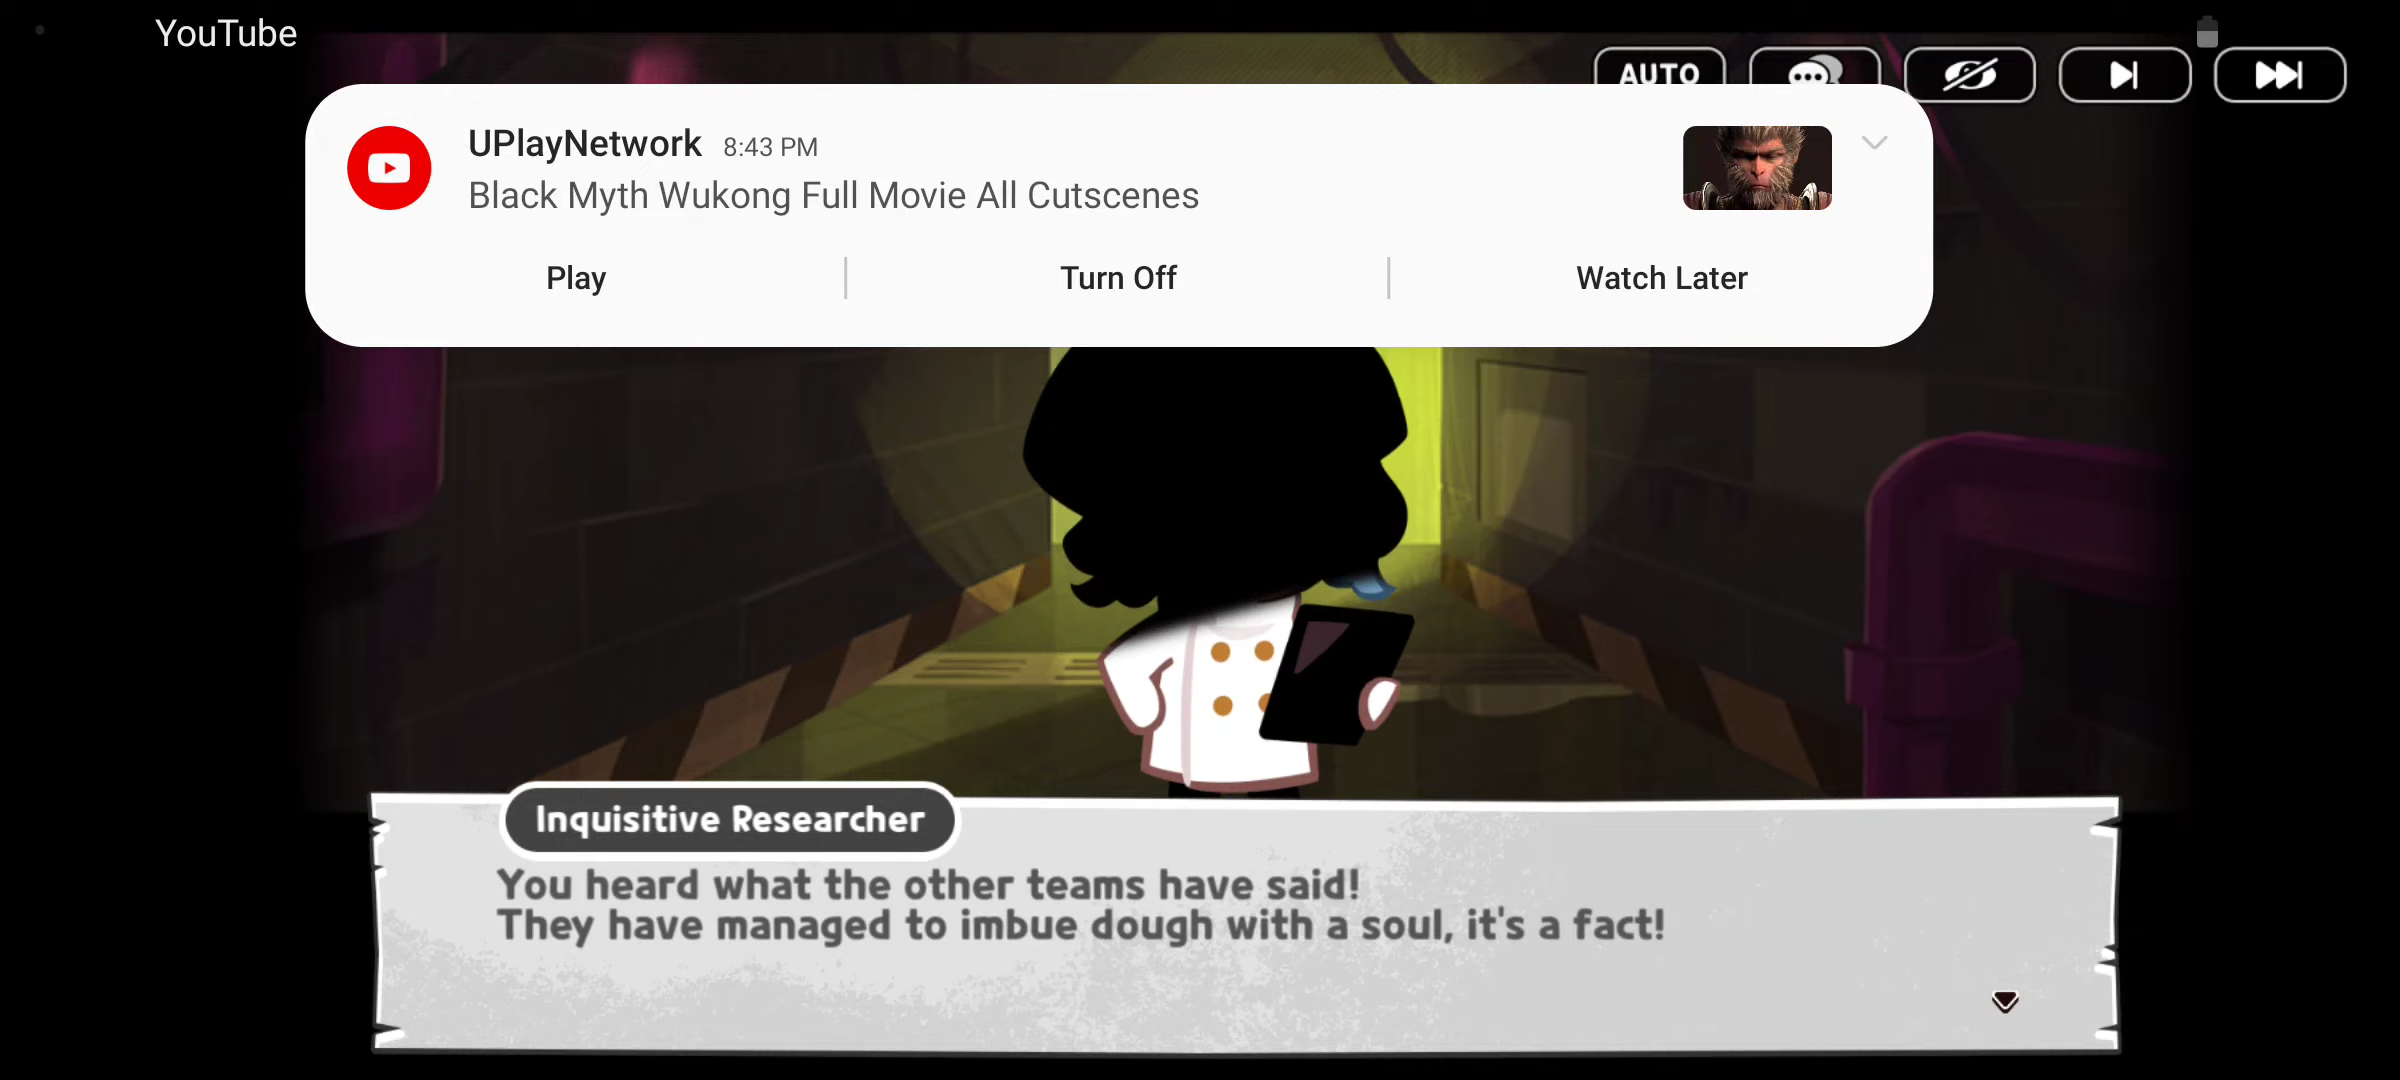 YouTube
AUTO
UPlayNetwork 8:43 PM
Black Myth Wukong Full Movie All Cutscenes
Play
Turn Off
Watch Later
Inquisitive Researcher
You heard what the other teams have said!
They have managed to imbue dough with a soul, it's a fact!